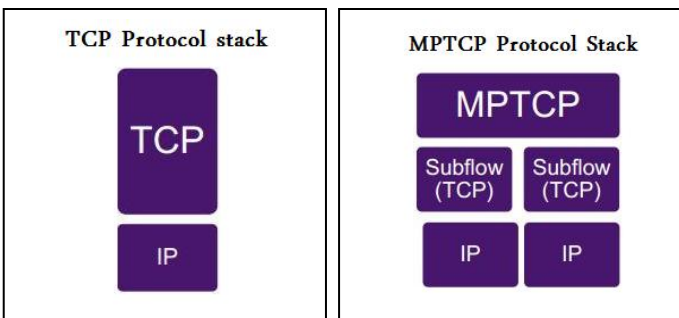 TCP Protocol stack
TCP
IP
MPTCP Protocol Stack
MPTCP
Subflow
(TCP)
Subflow
(TCP)
IP
IP